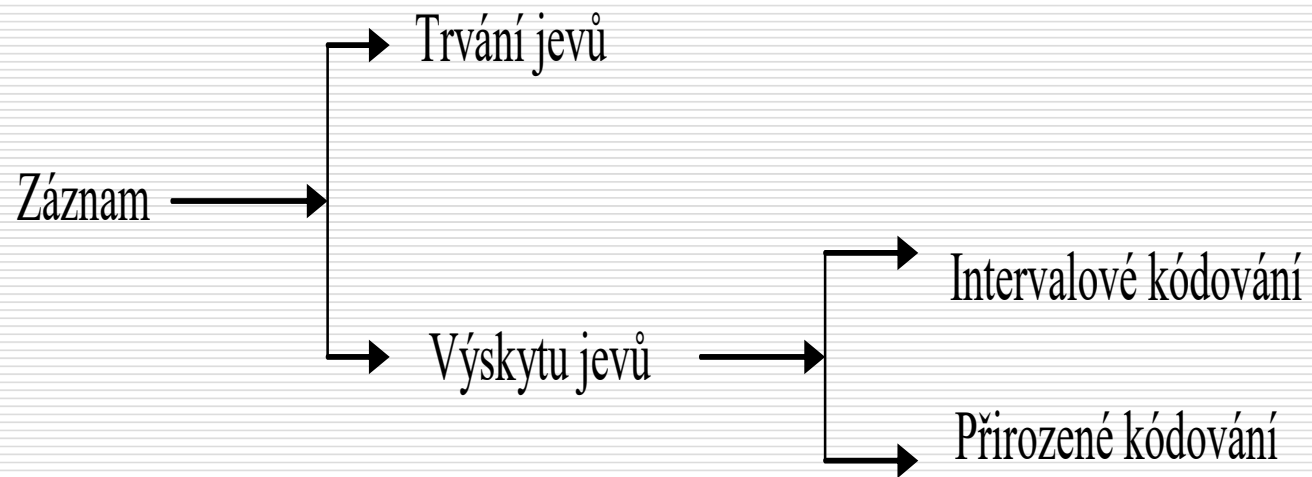 Trvání jevů
Záznam
Výskytu jevů
Intervalové kódování
Přirozené kódování